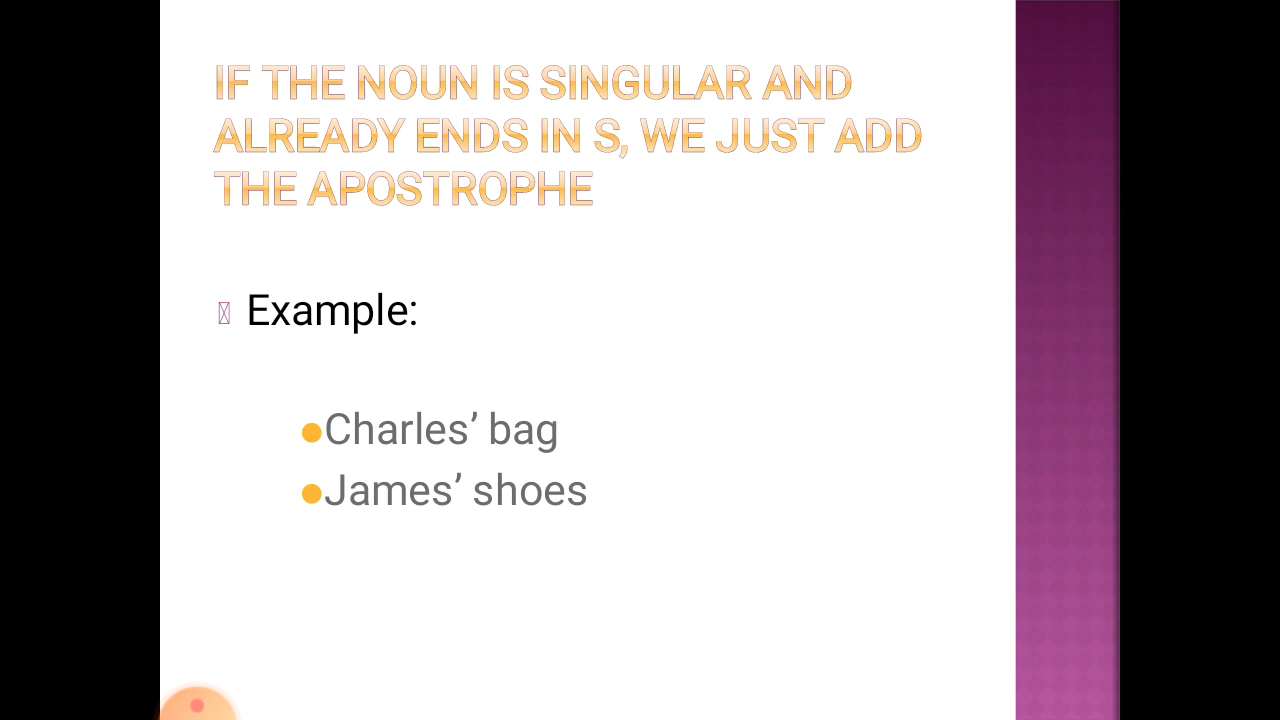 IF THE NOUN IS SINGULAR AND
ALREADY ENDS IN S, WE JUST ADD
THE APOSTROPHE
Example:
Charles’ bag
James’ shoes